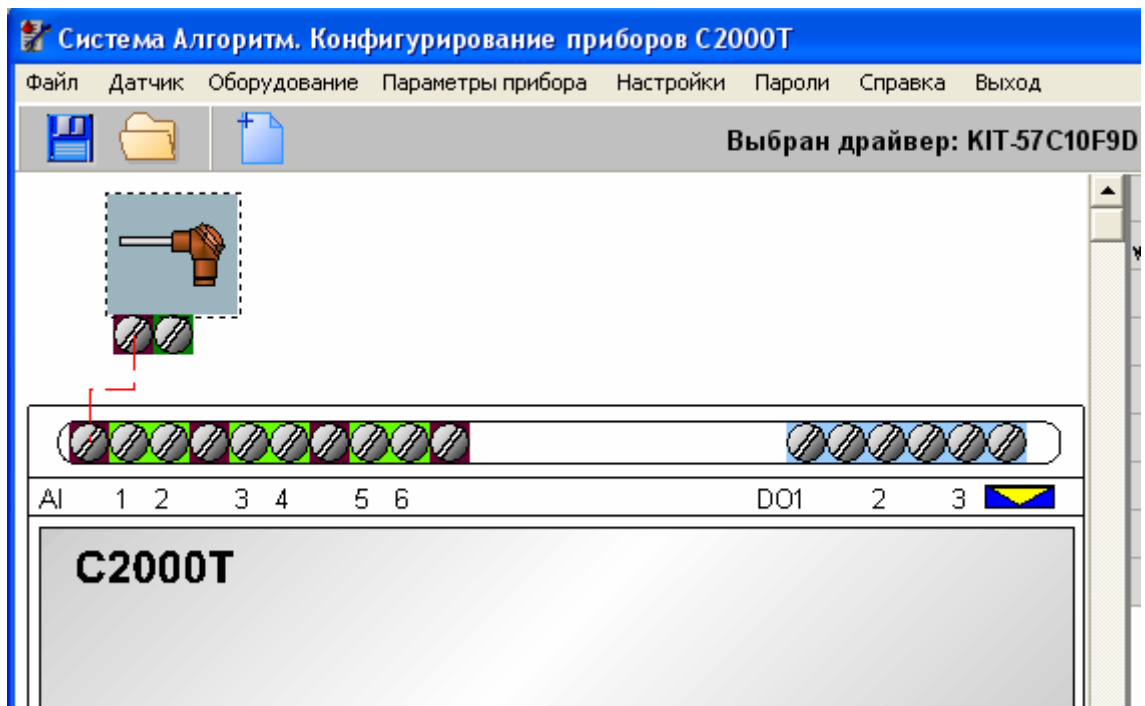 Система Алгоритм. Конфигурирование приборов С2000Т
Файл Датчик Оборудование Параметры прибора Настройки Пароли Справка Выход
Выбран драйвер: KIT-57C10F9D
AI 1 2 3 4 5 6 DO1 2 3
C2000T